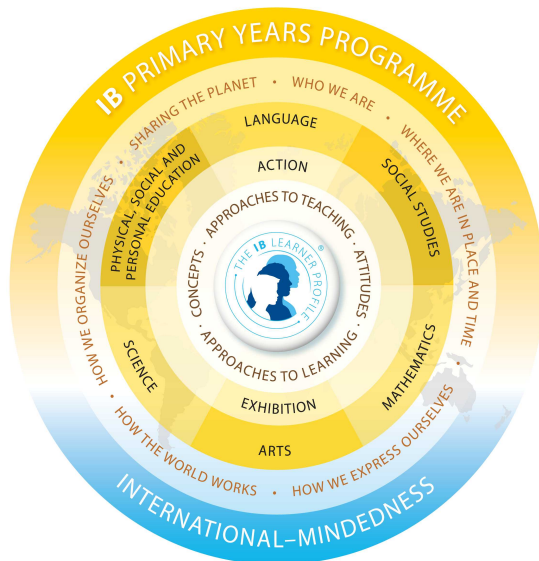 IB PRIMARY YEARS PROGRAMME
SHARING THE PLANET • WHO WE ARE • WHERE WE ARE IN PLACE AND TIME • HOW WE EXPRESS OURSELVES • HOW THE WORLD WORKS • HOW WE ORGANIZE OURSELVES •
LANGUAGE
SOCIAL STUDIES
MATHEMATICS
ARTS
SCIENCE
PHYSICAL, SOCIAL AND
PERSONAL EDUCATION
ACTION
EXHIBITION
APPROACHES TO TEACHING · ATTITUDES · APPROACHES TO LEARNING · CONCEPTS ·
THE IB LEARNER PROFILE ®
INTERNATIONAL–MINDEDNESS